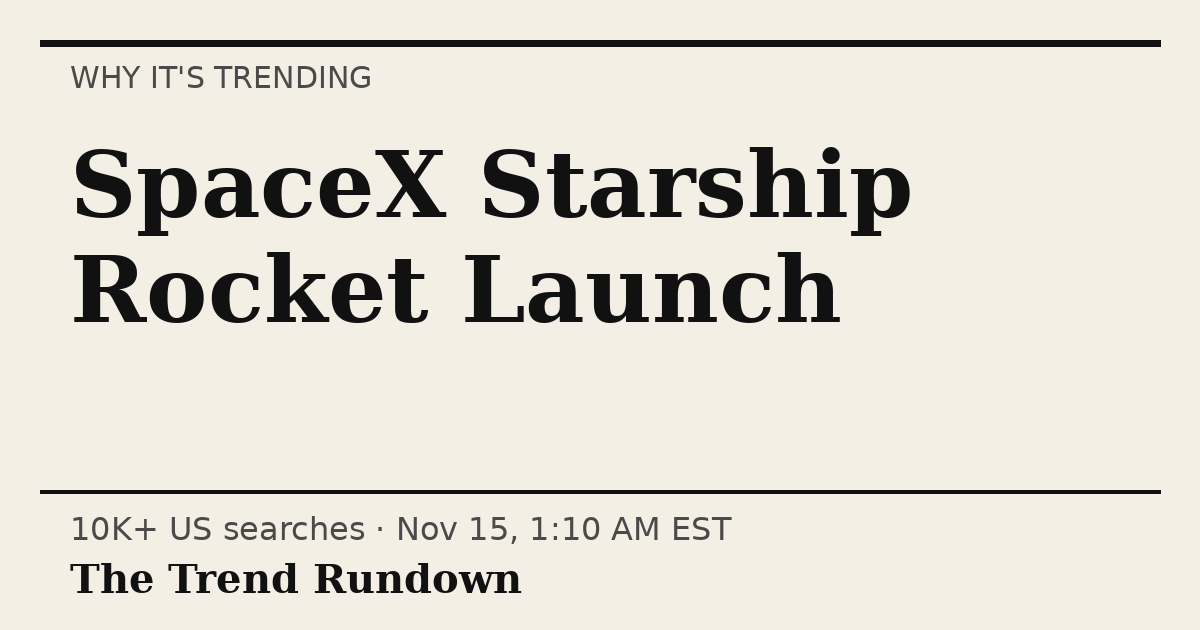 WHY IT'S TRENDING
SpaceX Starship
Rocket Launch
10K+ US searches · Nov 15, 1:10 AM EST
The Trend Rundown